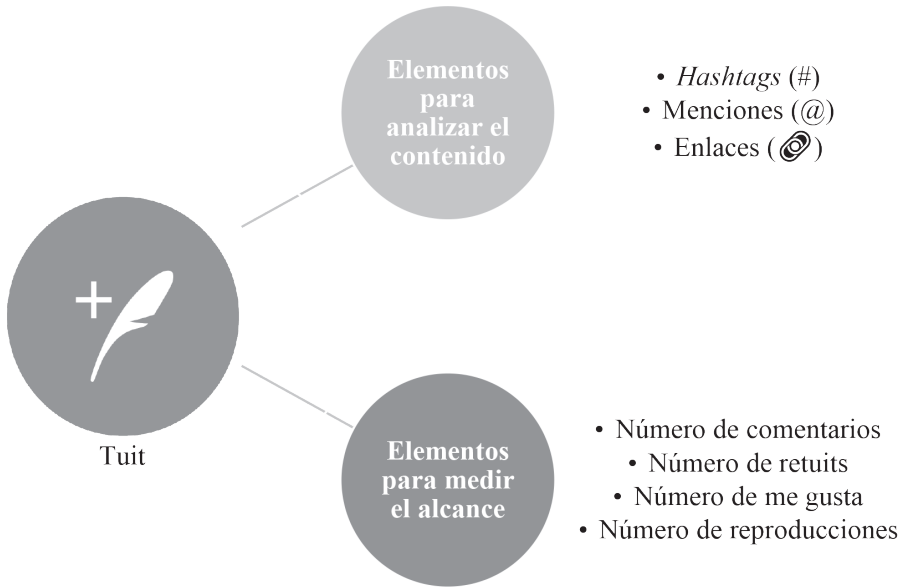 Elementos
para
analizar el
contenido
• Hashtags (#)
• Menciones (@)
• Enlaces ( )
Tuit
Elementos
para medir
el alcance
• Número de comentarios
• Número de retuits
• Número de me gusta
• Número de reproducciones